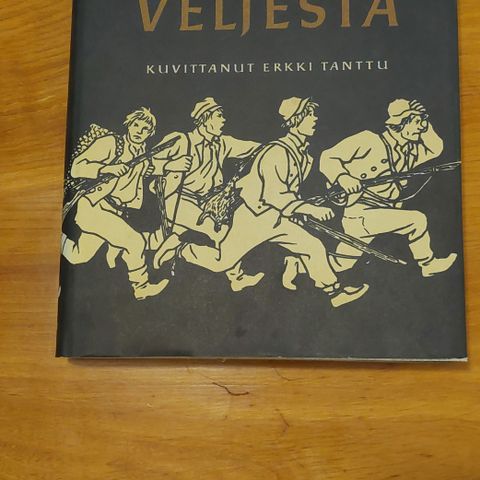 VELJESTÄ
KUVITTANUT ERKKI TANTTU